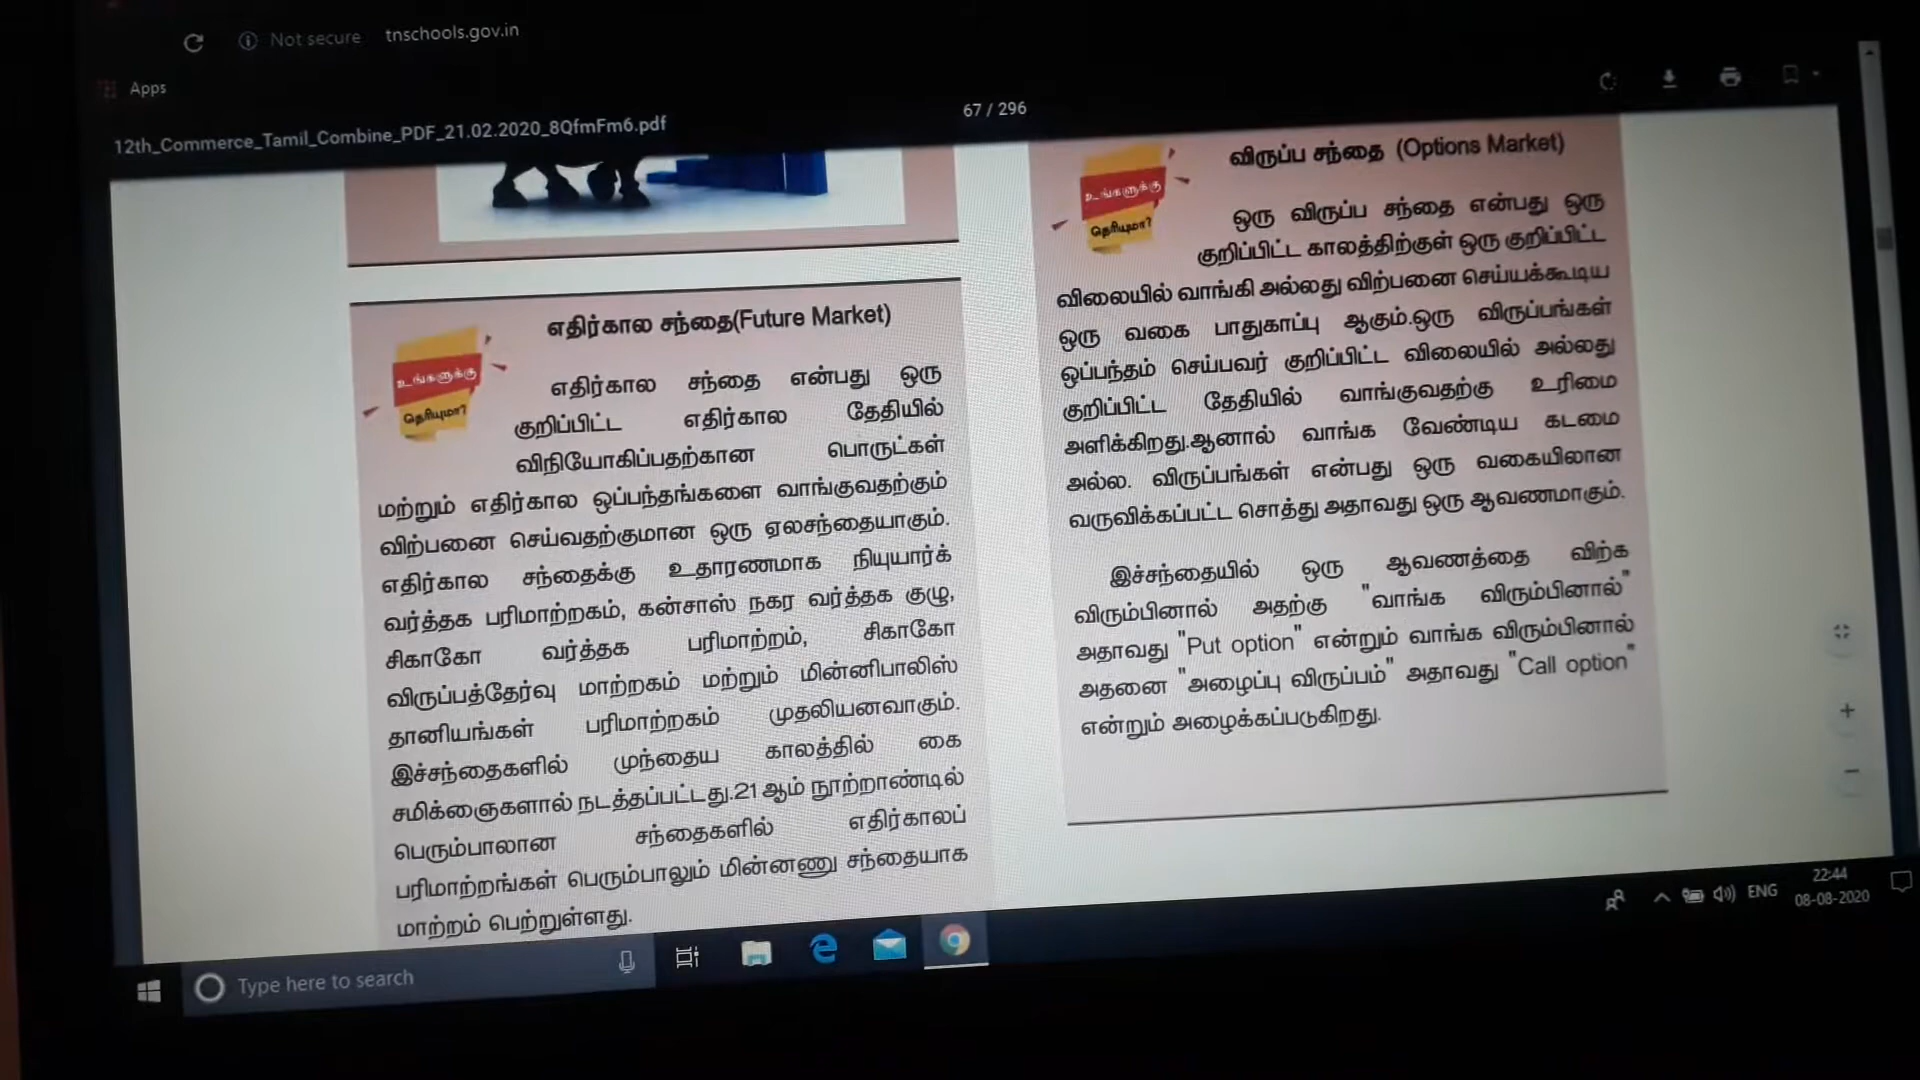 Not secure tnschools.gov.in
Apps
12th_Commerce_Tamil_Combine_PDF_21.02.2020_8QfmFm6.pdf
67 / 296
உங்களுக்கு
தெரியுமா?
எதிர்கால சந்தை(Future Market)
எதிர்கால சந்தை என்பது ஒரு
குறிப்பிட்ட எதிர்கால தேதியில்
விநியோகிப்பதற்கான பொருட்கள்
மற்றும் எதிர்கால ஒப்பந்தங்களை வாங்குவதற்கும்
விற்பனை செய்வதற்குமான ஒரு ஏலசந்தையாகும்.
எதிர்கால சந்தைக்கு உதாரணமாக நியுயார்க்
வர்த்தக பரிமாற்றகம், கன்சாஸ் நகர வர்த்தக குழு,
சிகாகோ வர்த்தக பரிமாற்றம், சிகாகோ
விருப்பத்தேர்வு மாற்றகம் மற்றும் மின்னிபாலிஸ்
தானியங்கள் பரிமாற்றகம் முதலியனவாகும்.
இச்சந்தைகளில் முந்தைய காலத்தில் கை
சமிக்ஞைகளால் நடத்தப்பட்டது.21 ஆம் நூற்றாண்டில்
பெரும்பாலான சந்தைகளில் எதிர்காலப்
பரிமாற்றங்கள் பெரும்பாலும் மின்னணு சந்தையாக
மாற்றம் பெற்றுள்ளது.
உங்களுக்கு
தெரியுமா?
விருப்ப சந்தை (Options Market)
ஒரு விருப்ப சந்தை என்பது ஒரு
குறிப்பிட்ட காலத்திற்குள் ஒரு குறிப்பிட்ட
விலையில் வாங்கி அல்லது விற்பனை செய்யக்கூடிய
ஒரு வகை பாதுகாப்பு ஆகும்.ஒரு விருப்பங்கள்
ஒப்பந்தம் செய்பவர் குறிப்பிட்ட விலையில் அல்லது
குறிப்பிட்ட தேதியில் வாங்குவதற்கு உரிமை
அளிக்கிறது.ஆனால் வாங்க வேண்டிய கடமை
அல்ல. விருப்பங்கள் என்பது ஒரு வகையிலான
வருவிக்கப்பட்ட சொத்து அதாவது ஒரு ஆவணமாகும்.
இச்சந்தையில் ஒரு ஆவணத்தை விற்க
விரும்பினால் அதற்கு "வாங்க விரும்பினால்"
அதாவது "Put option" என்றும் வாங்க விரும்பினால்
அதனை "அழைப்பு விருப்பம்" அதாவது "Call option"
என்றும் அழைக்கப்படுகிறது.
Type here to search
ENG
22:44
08-08-2020